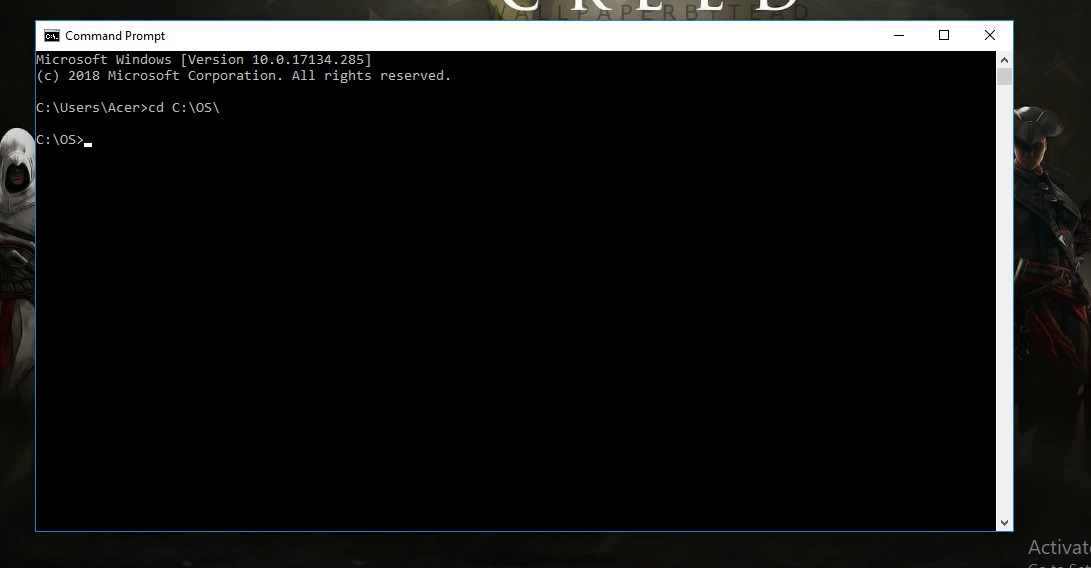 WALLPAPERBTTEAD
Command Prompt
Microsoft Windows [Version 10.0.17134.285]
(c) 2018 Microsoft Corporation. All rights reserved.
C:\Users\Acer>cd C:\OS\
C:\OS>
Activat